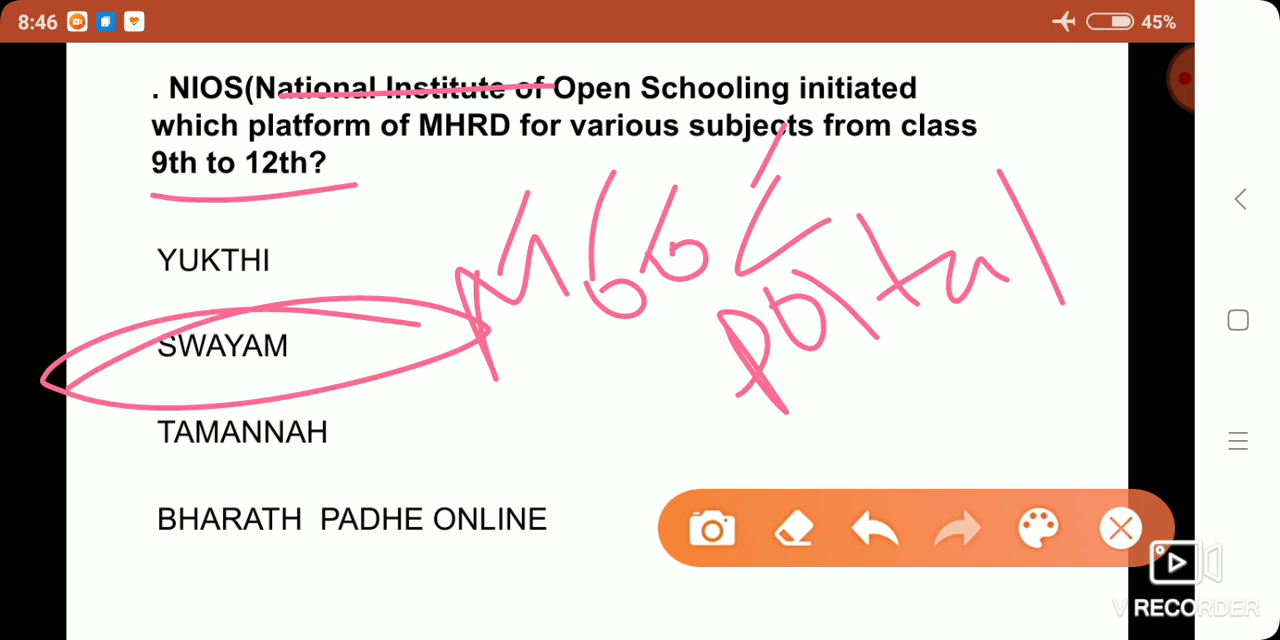 8:46
45%
. NIOS(National Institute of Open Schooling initiated
which platform of MHRD for various subjects from class
9th to 12th?
YUKTHI
MOOC
SWAYAM
portal
TAMANNAH
BHARATH PADHE ONLINE
V RECORDER